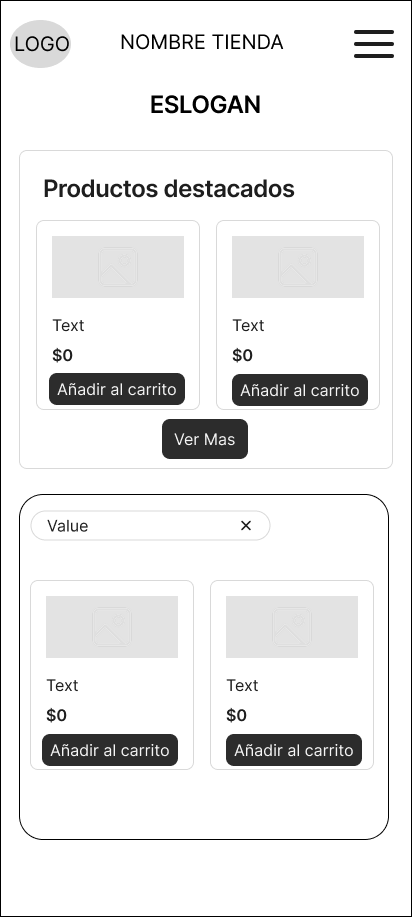 LOGO
NOMBRE TIENDA
ESLOGAN
Productos destacados
Text
$0
Añadir al carrito
Text
$0
Añadir al carrito
Ver Mas
Value
Text
$0
Añadir al carrito
Text
$0
Añadir al carrito